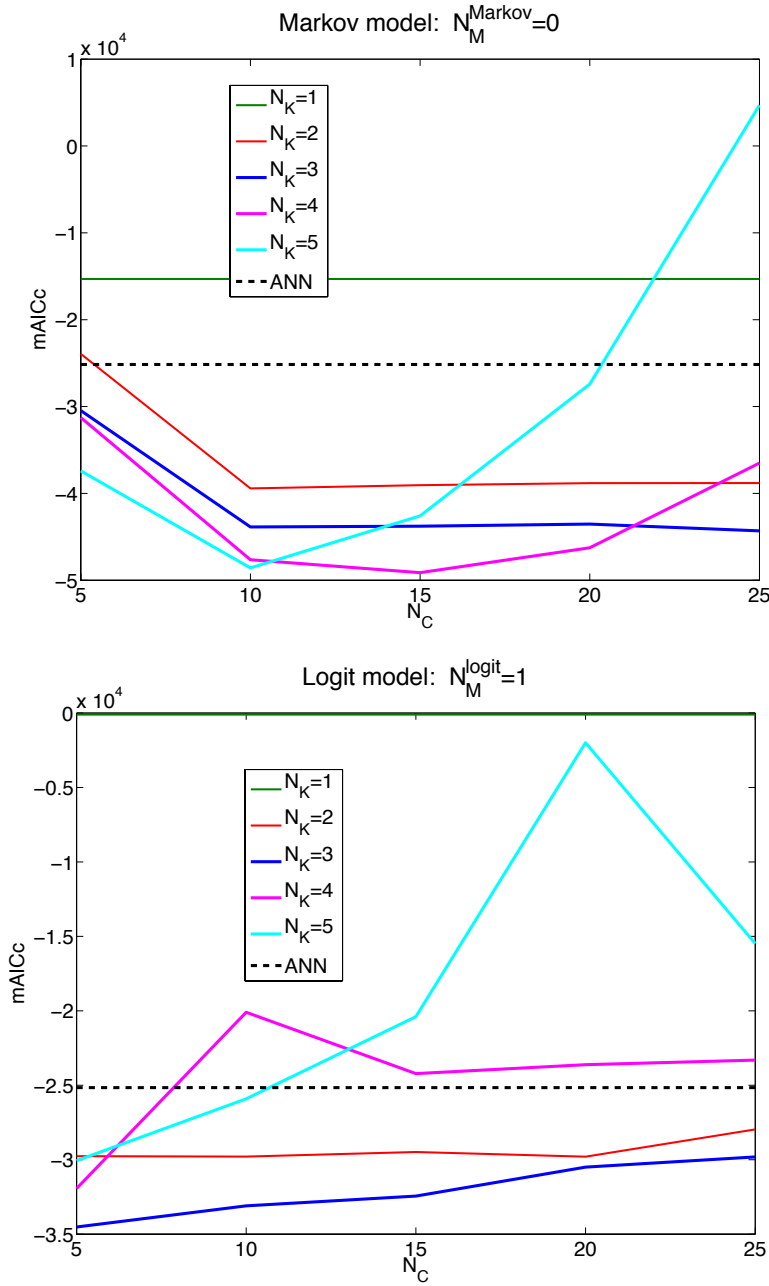 Markov model: N_M^Markov=0
x 10^4
1
0
−1
−2
−3
−4
−5
mAICc
N_K=1
N_K=2
N_K=3
N_K=4
N_K=5
ANN
5 10 15 20 25
N_C
Logit model: N_M^logit=1
x 10^4
0
−0.5
−1
−1.5
−2
−2.5
−3
−3.5
mAICc
N_K=1
N_K=2
N_K=3
N_K=4
N_K=5
ANN
5 10 15 20 25
N_C